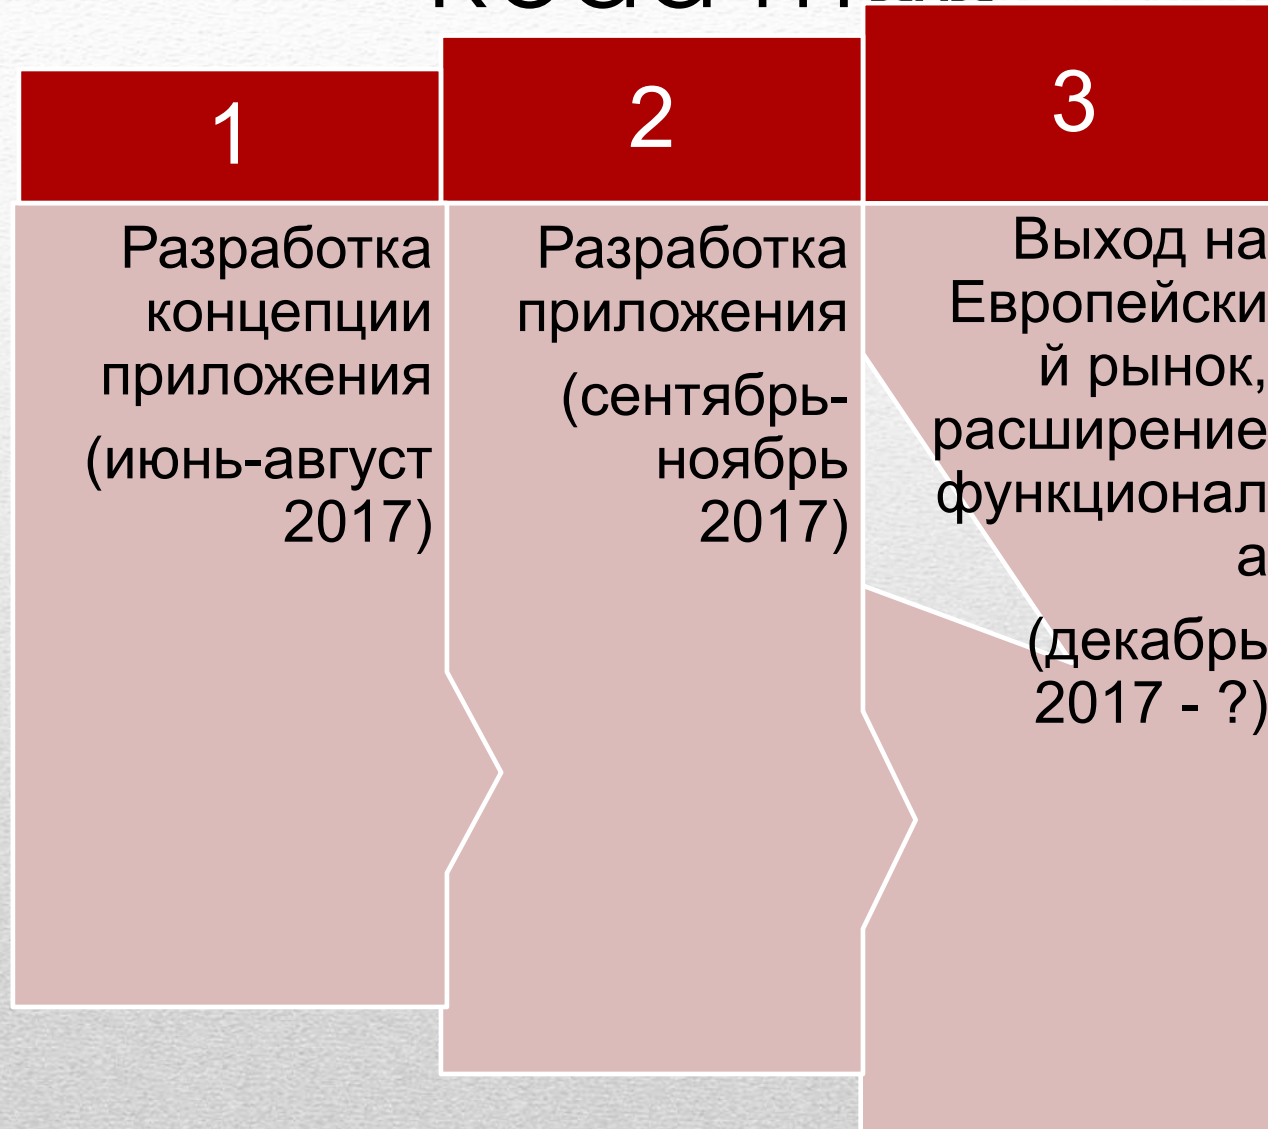 1
Разработка
концепции
приложения
(июнь-август
2017)
2
Разработка
приложения
(сентябрь-
ноябрь
2017)
3
Выход на
Европейски
й рынок,
расширение
функционал
а
(декабрь
2017 - ?)